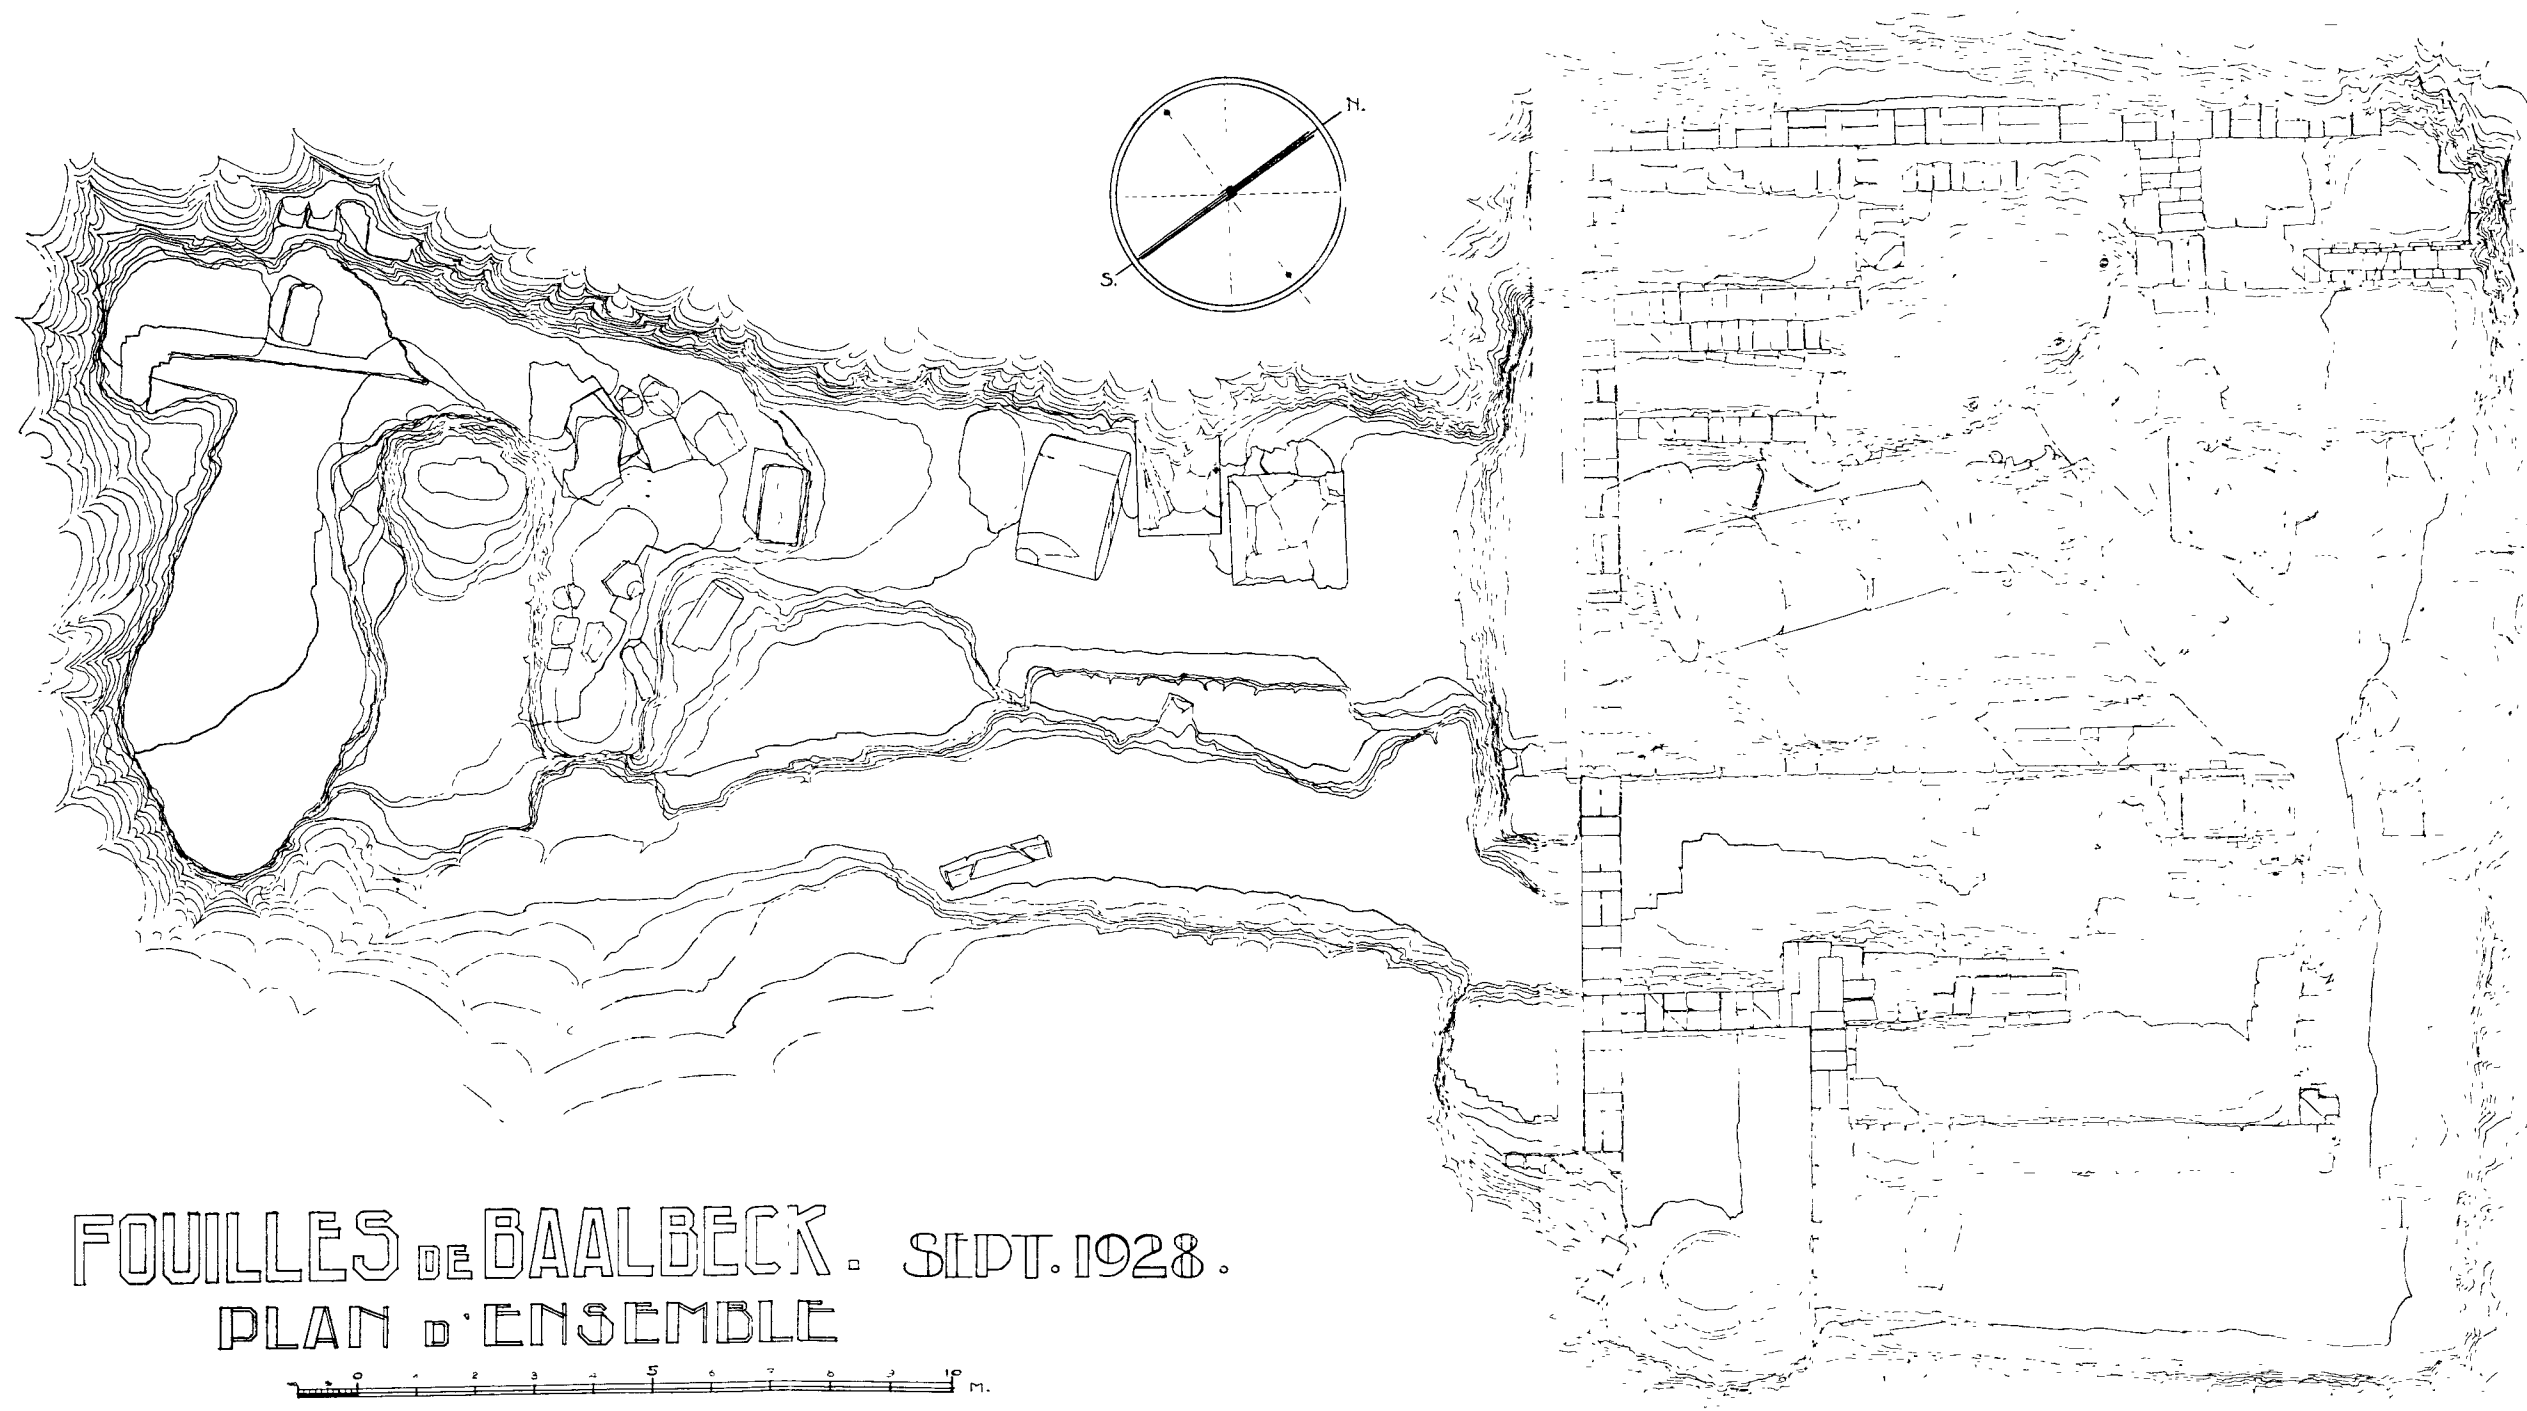 N.
S.
FOUILLES DE BAALBECK. SEPT. 1928.
PLAN D'ENSEMBLE
0 1 2 3 4 5 6 7 8 9 10 M.